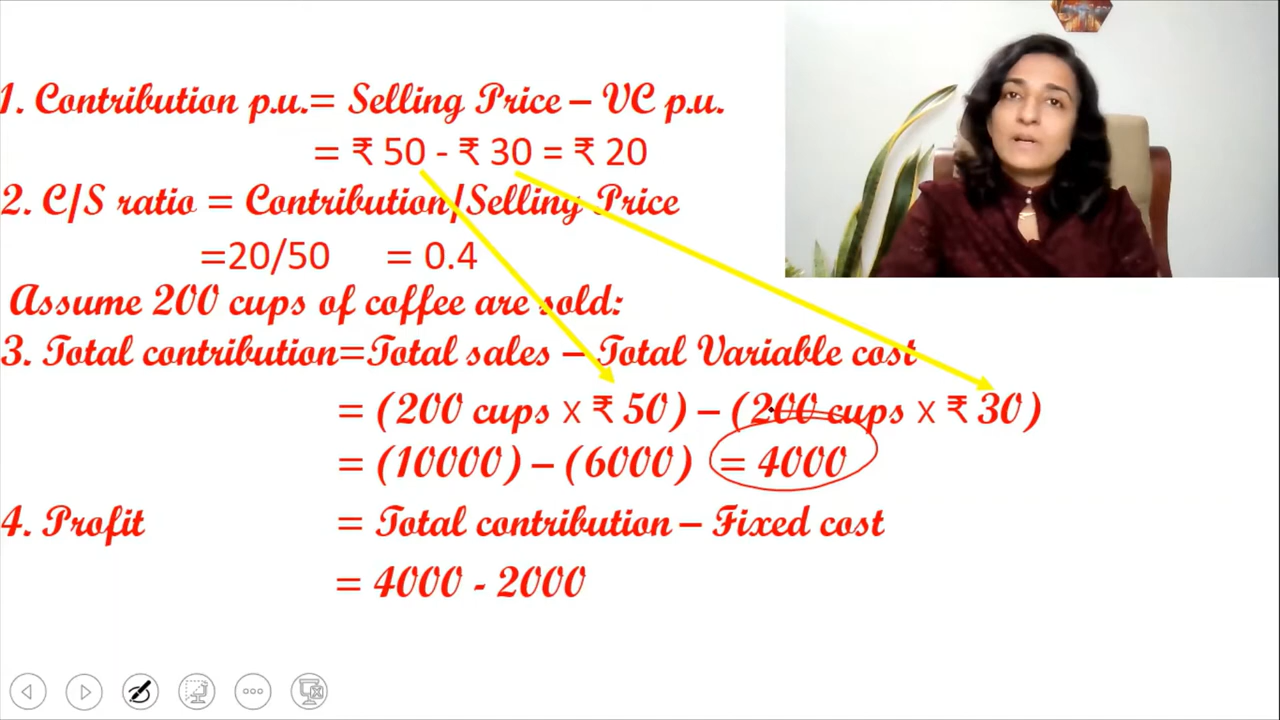 1. Contribution p.u.= Selling Price – VC p.u.
= ₹ 50 - ₹ 30 = ₹ 20
2. C/S ratio = Contribution/Selling Price
=20/50 = 0.4
Assume 200 cups of coffee are sold:
3. Total contribution=Total sales – Total Variable cost
= (200 cups x ₹ 50) – (200 cups x ₹ 30)
= (10000) – (6000) = 4000
4. Profit = Total contribution – Fixed cost
= 4000 - 2000